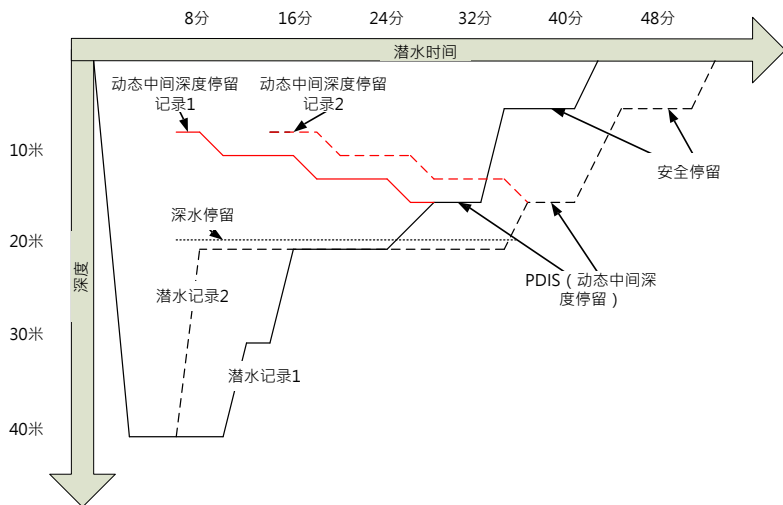 8分 16分 24分 32分 40分 48分
潜水时间
动态中间深度停留
记录1
动态中间深度停留
记录2
10米
安全停留
深水停留
20米
深度
PDIS（动态中间深
度停留）
潜水记录2
30米
潜水记录1
40米